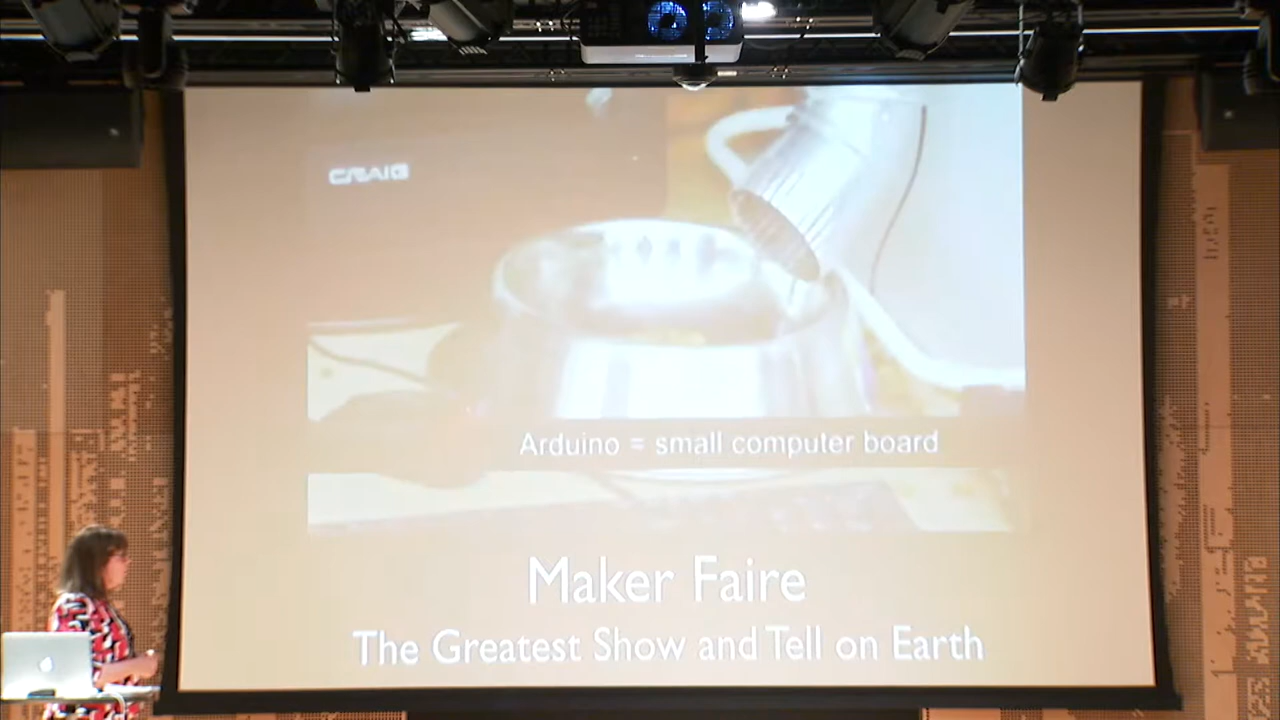 CRAIG
Arduino = small computer board
Maker Faire
The Greatest Show and Tell on Earth